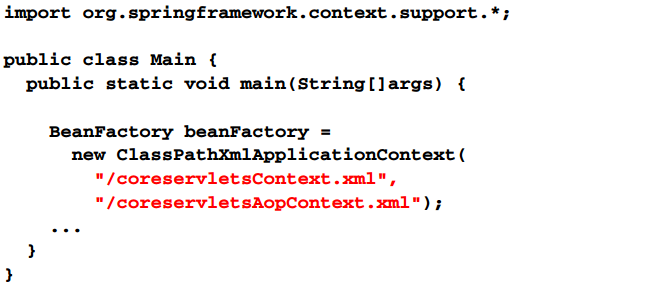 import org.springframework.context.support.*;
public class Main {
public static void main(String[]args) {
BeanFactory beanFactory =
new ClassPathXmlApplicationContext(
"/coreservletsContext.xml",
"/coreservletsAopContext.xml");
...
}
}